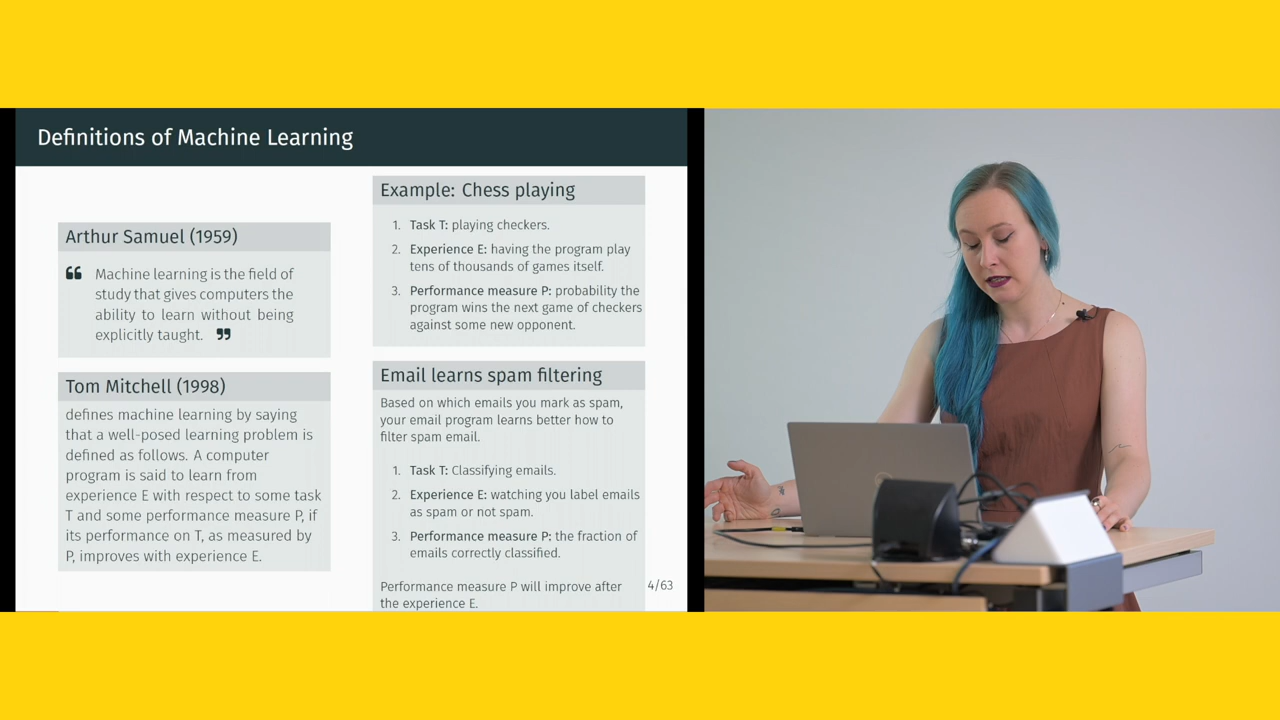 Definitions of Machine Learning
Arthur Samuel (1959)
❝ Machine learning is the field of
study that gives computers the
ability to learn without being
explicitly taught. ❞
Tom Mitchell (1998)
defines machine learning by saying
that a well-posed learning problem is
defined as follows. A computer
program is said to learn from
experience E with respect to some task
T and some performance measure P, if
its performance on T, as measured by
P, improves with experience E.
Example: Chess playing
1. Task T: playing checkers.
2. Experience E: having the program play
tens of thousands of games itself.
3. Performance measure P: probability the
program wins the next game of checkers
against some new opponent.
Email learns spam filtering
Based on which emails you mark as spam,
your email program learns better how to
filter spam email.
1. Task T: Classifying emails.
2. Experience E: watching you label emails
as spam or not spam.
3. Performance measure P: the fraction of
emails correctly classified.
Performance measure P will improve after
the experience E.
4/63